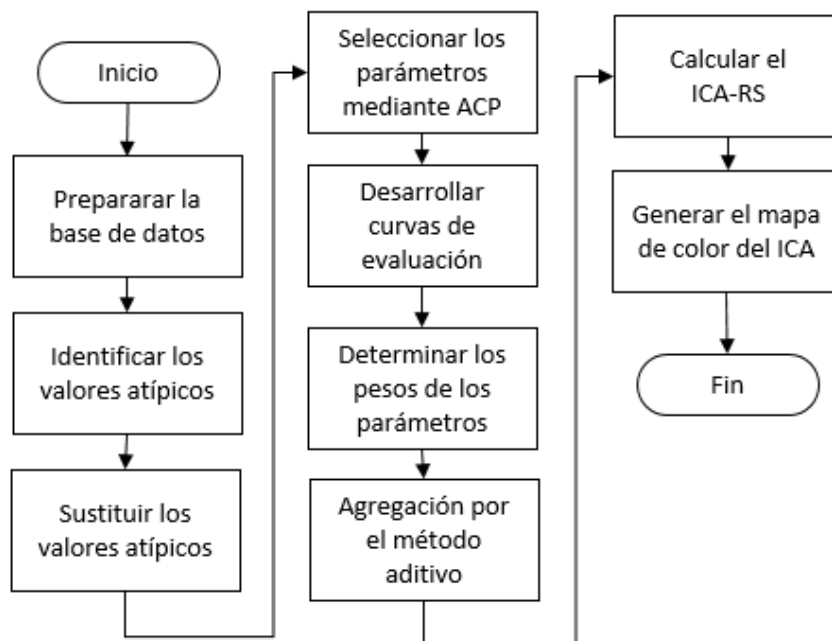 Inicio
Prepararar la
base de datos
Identificar los
valores atípicos
Sustituir los
valores atípicos
Seleccionar los
parámetros
mediante ACP
Desarrollar
curvas de
evaluación
Determinar los
pesos de los
parámetros
Agregación por
el método
aditivo
Calcular el
ICA-RS
Generar el mapa
de color del ICA
Fin